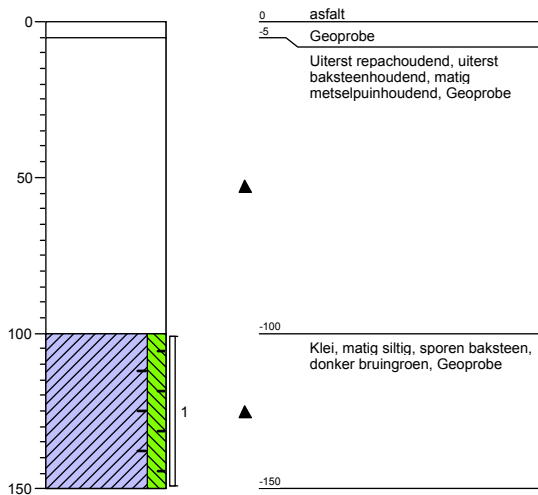 0
50
100
150
1
0 asfalt
-5 Geoprobe
Uiterst repachoudend, uiterst
baksteenhoudend, matig
metselpuinhoudend, Geoprobe
-100
Klei, matig siltig, sporen baksteen,
donker bruingroen, Geoprobe
-150